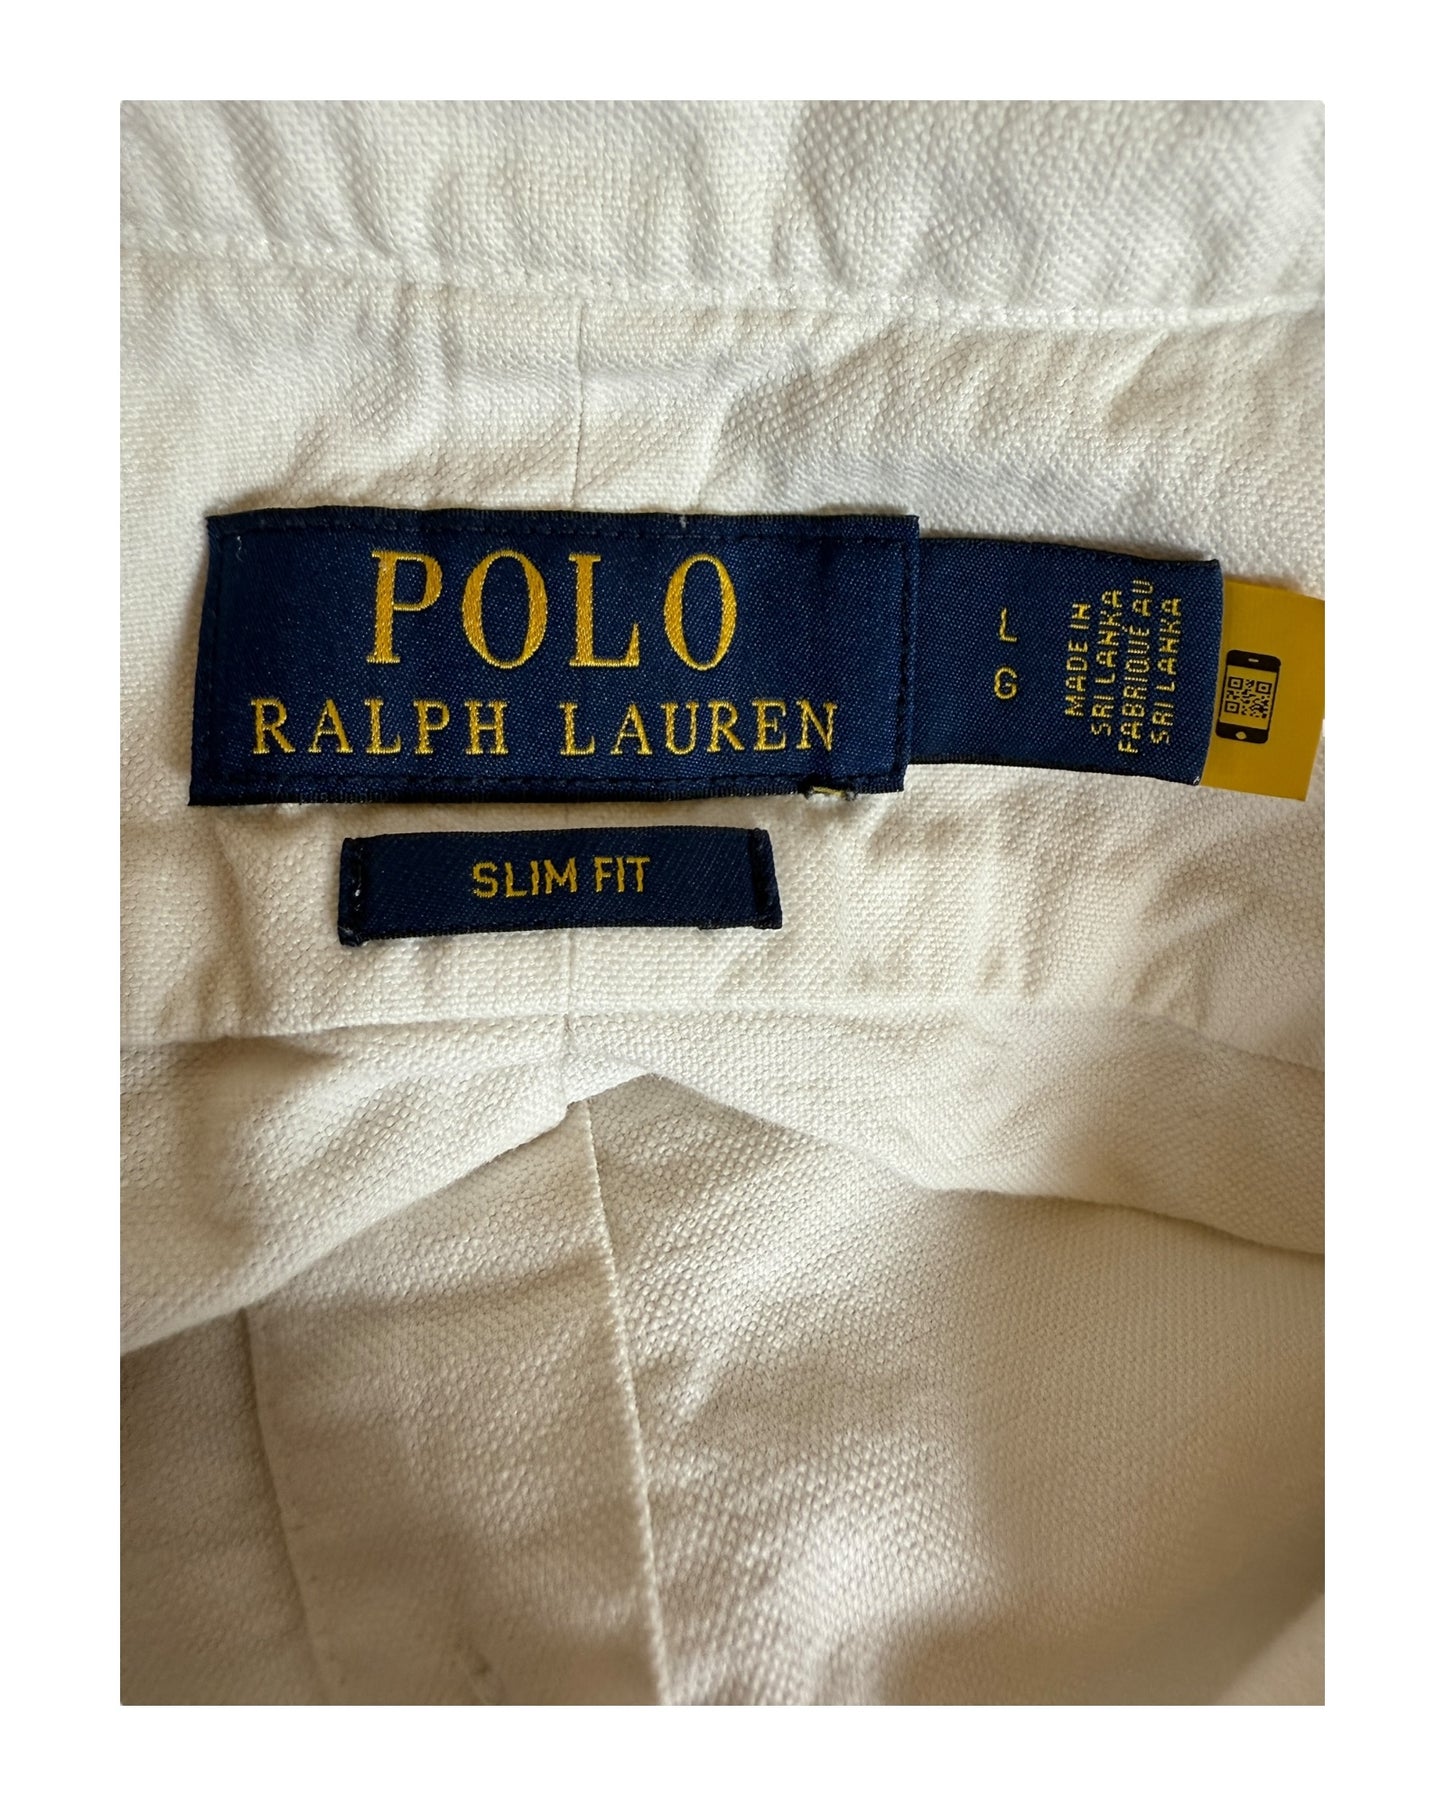 POLO
RALPH LAUREN
SLIM FIT
L
G
MADE IN
SRI LANKA
FABRIQUÉ AU
SRI LANKA